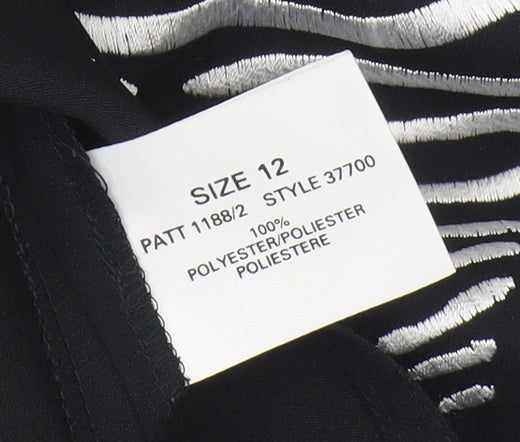 SIZE 12
PATT 1188/2 STYLE 37700
100%
POLYESTER/POLIESTER
POLIESTERE